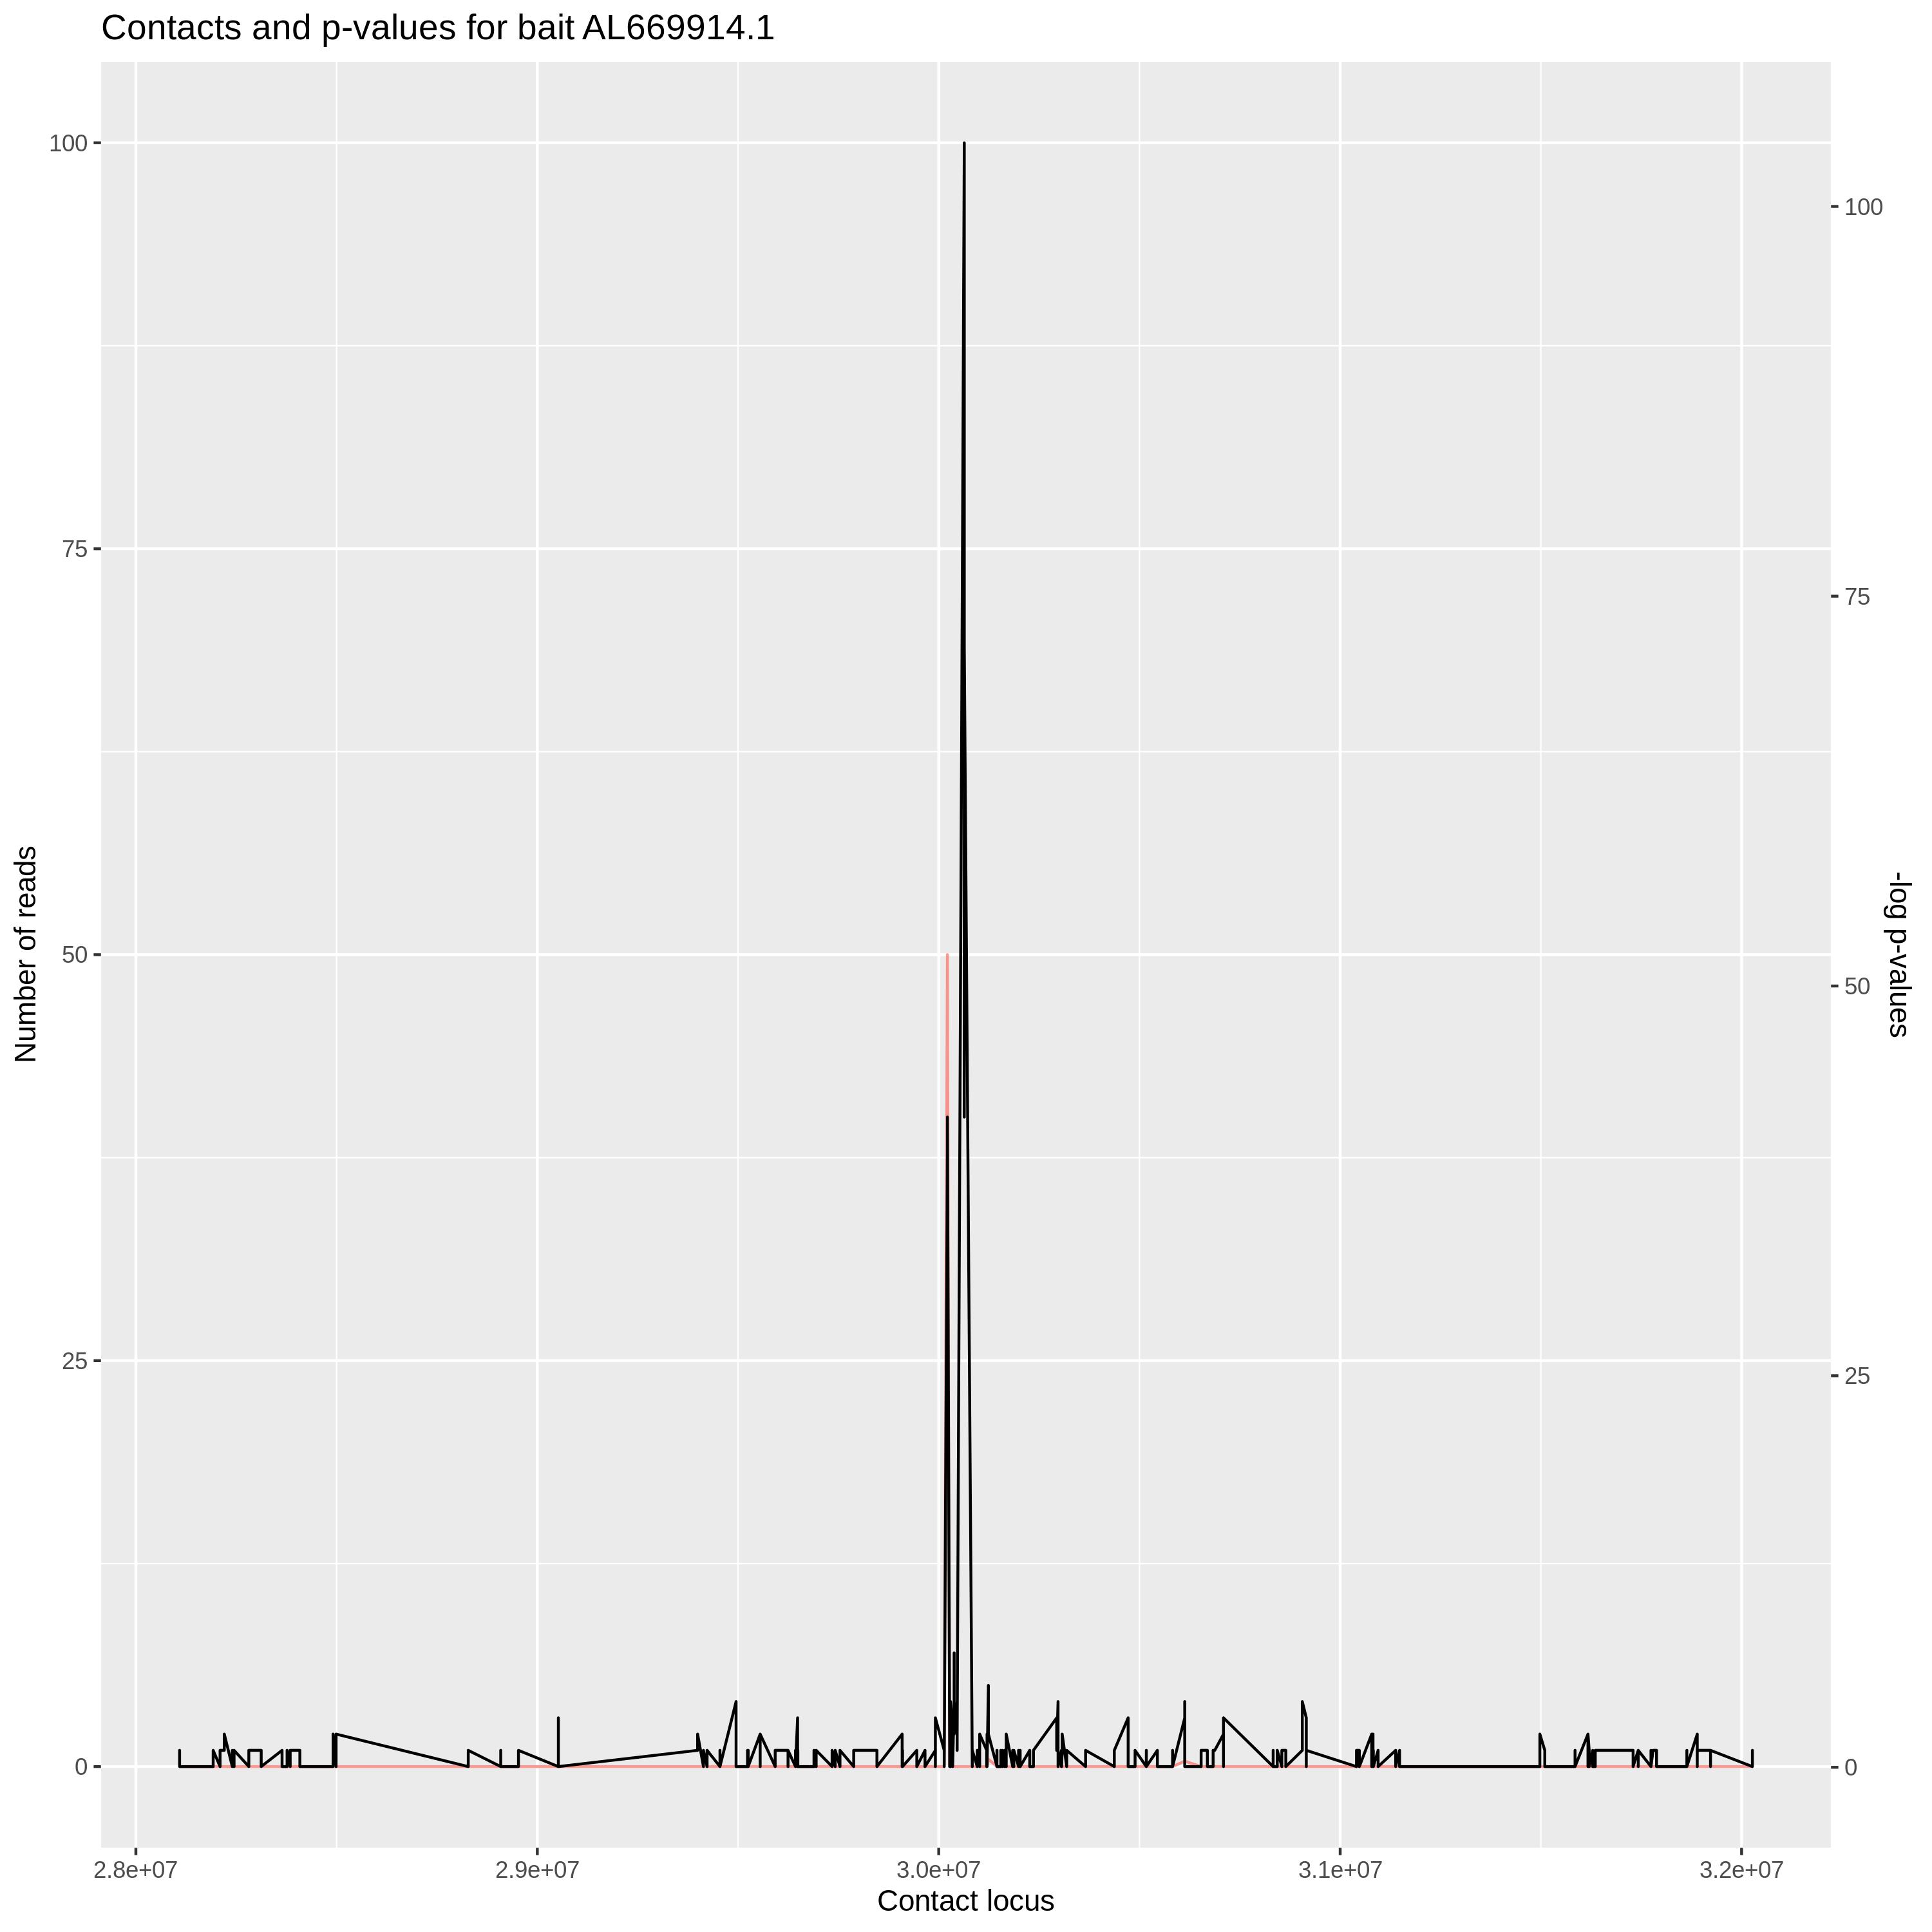 Contacts and p-values for bait AL669914.1
100
75
50
25
0
Number of reads
100
75
50
25
0
-log p-values
2.8e+07
2.9e+07
3.0e+07
3.1e+07
3.2e+07
Contact locus